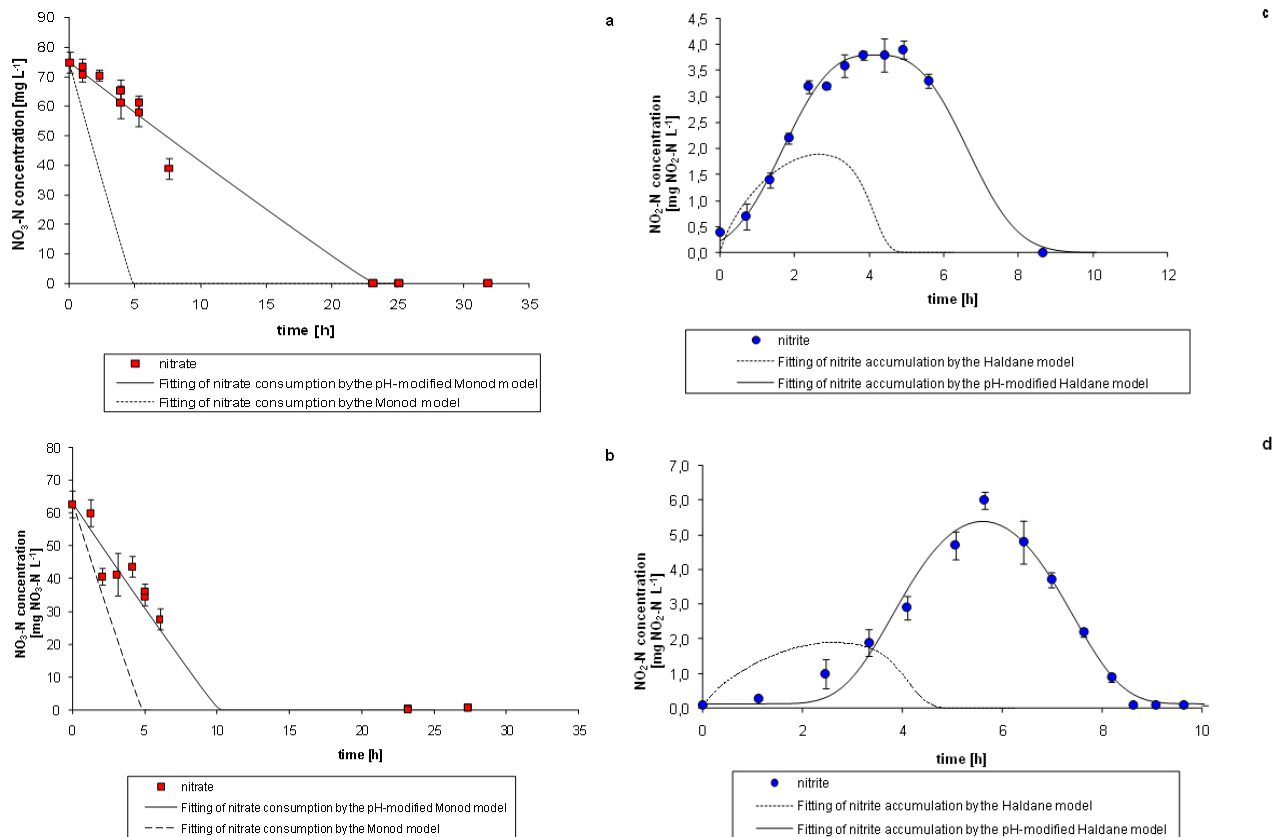 a
NO₃-N concentration [mg L⁻¹]
90
80
70
60
50
40
30
20
10
0
0 5 10 15 20 25 30 35
time [h]
nitrate
Fitting of nitrate consumption by the pH-modified Monod model
Fitting of nitrate consumption by the Monod model
c
NO₂-N concentration
[mg NO₂-N L⁻¹]
4,5
4,0
3,5
3,0
2,5
2,0
1,5
1,0
0,5
0,0
0 2 4 6 8 10 12
time [h]
nitrite
Fitting of nitrite accumulation by the Haldane model
Fitting of nitrite accumulation by the pH-modified Haldane model
b
NO₃-N concentration
[mg NO₃-N L⁻¹]
80
70
60
50
40
30
20
10
0
0 5 10 15 20 25 30 35
time [h]
nitrate
Fitting of nitrate consumption by the pH-modified Monod model
Fitting of nitrate consumption by the Monod model
d
NO₂-N concentration
[mg NO₂-N L⁻¹]
7,0
6,0
5,0
4,0
3,0
2,0
1,0
0,0
0 2 4 6 8 10
time [h]
nitrite
Fitting of nitrite accumulation by the Haldane model
Fitting of nitrite accumulation by the pH-modified Haldane model